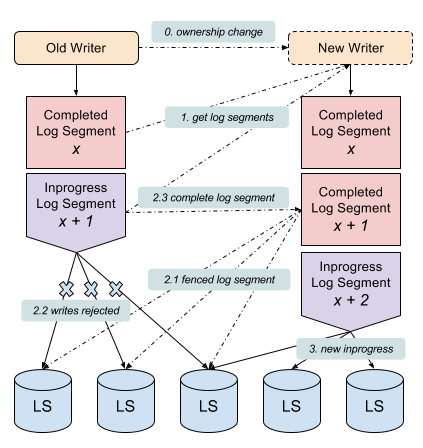 0. ownership change
Old Writer
New Writer
Completed
Log Segment
x
1. get log segments
Completed
Log Segment
x
Inprogress
Log Segment
x + 1
2.3 complete log segment
Completed
Log Segment
x + 1
2.1 fenced log segment
Inprogress
Log Segment
x + 2
2.2 writes rejected
3. new inprogress
LS
LS
LS
LS
LS